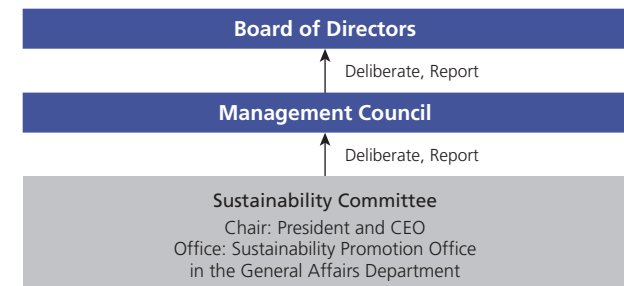 Board of Directors
Deliberate, Report
Management Council
Deliberate, Report
Sustainability Committee
Chair: President and CEO
Office: Sustainability Promotion Office
in the General Affairs Department